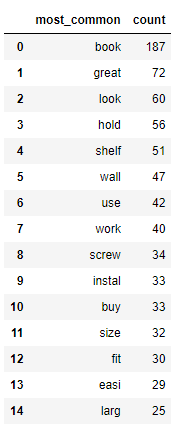 most_common count
0 book 187
1 great 72
2 look 60
3 hold 56
4 shelf 51
5 wall 47
6 use 42
7 work 40
8 screw 34
9 instal 33
10 buy 33
11 size 32
12 fit 30
13 easi 29
14 larg 25